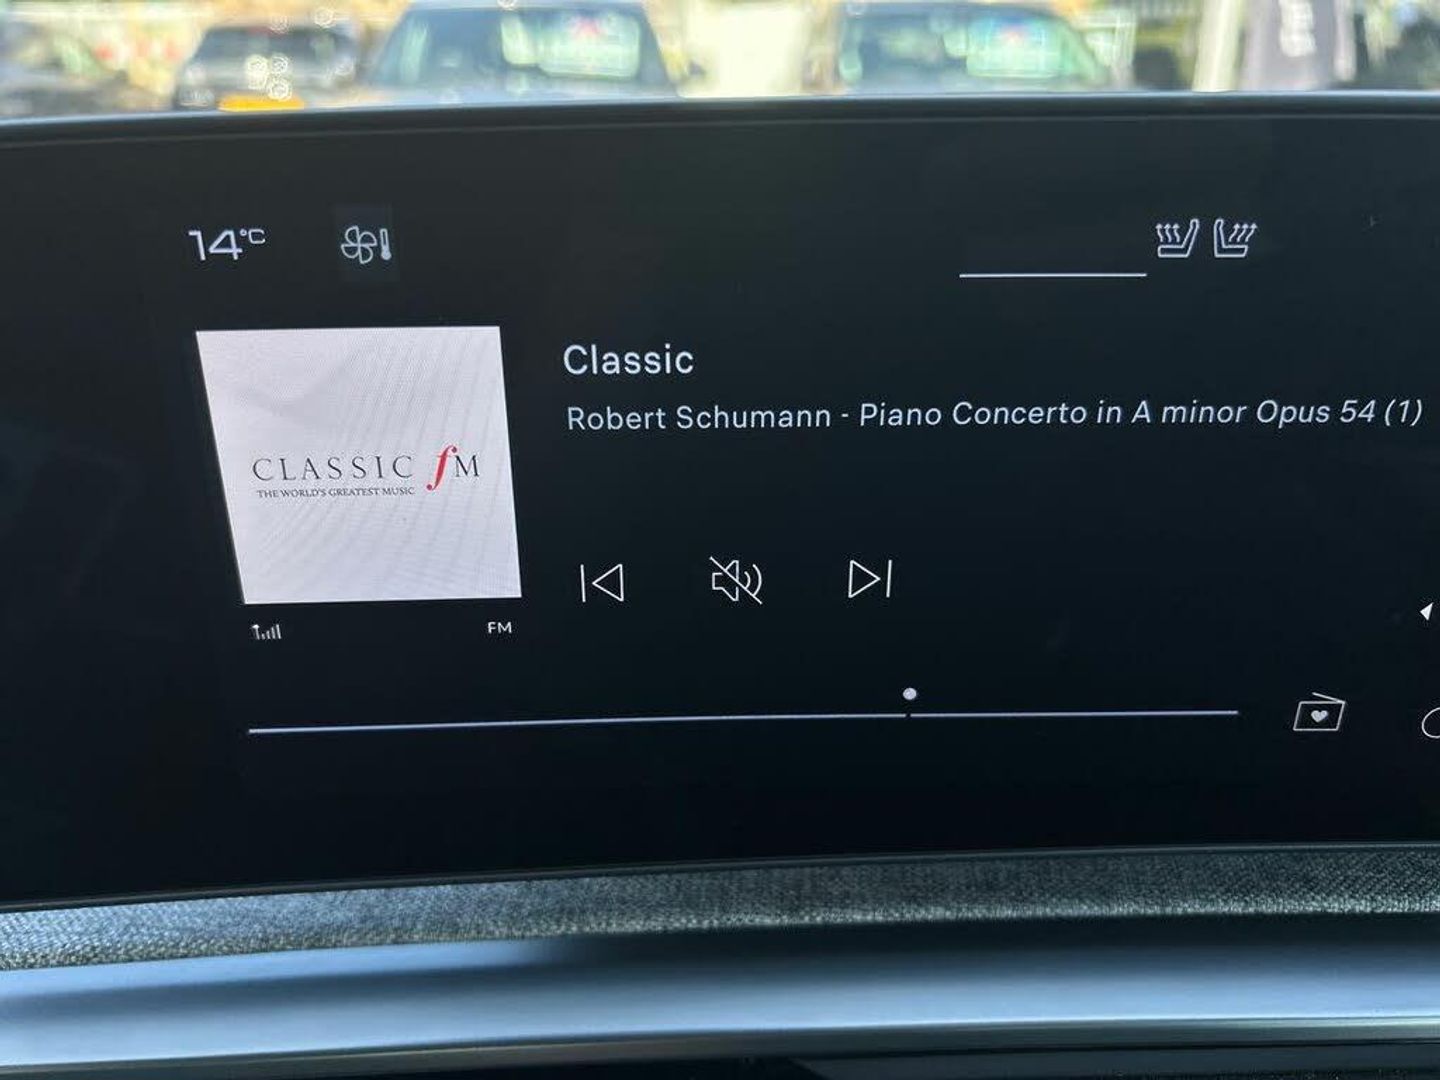 14°C
Classic
Robert Schumann - Piano Concerto in A minor Opus 54 (1)
CLASSIC fM
THE WORLD'S GREATEST MUSIC
FM